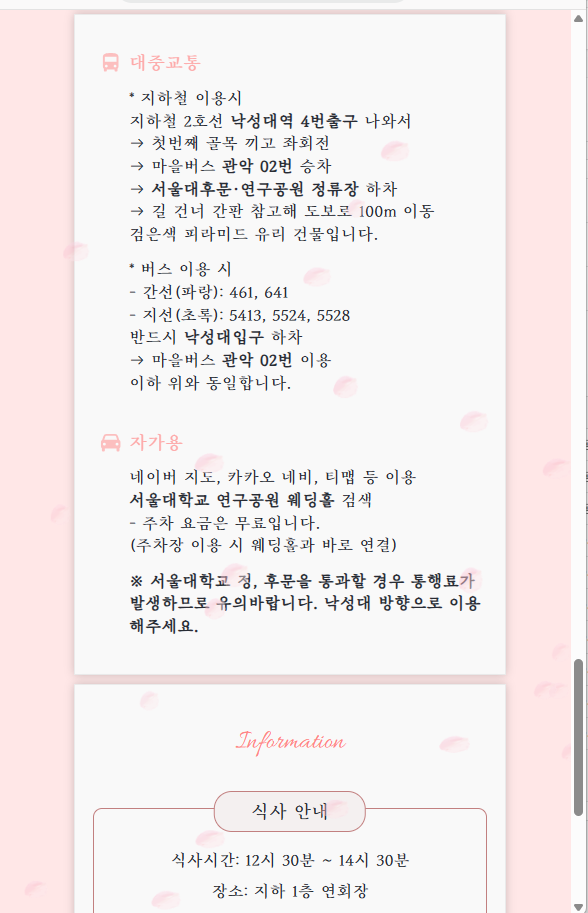 대중교통
* 지하철 이용시
지하철 2호선 낙성대역 4번출구 나와서
→ 첫번째 골목 끼고 좌회전
→ 마을버스 관악 02번 승차
→ 서울대후문·연구공원 정류장 하차
→ 길 건너 간판 참고해 도보로 100m 이동
검은색 피라미드 유리 건물입니다.
* 버스 이용 시
- 간선(파랑): 461, 641
- 지선(초록): 5413, 5524, 5528
반드시 낙성대입구 하차
→ 마을버스 관악 02번 이용
이하 위와 동일합니다.
자가용
네이버 지도, 카카오 네비, 티맵 등 이용
서울대학교 연구공원 웨딩홀 검색
- 주차 요금은 무료입니다.
(주차장 이용 시 웨딩홀과 바로 연결)
※ 서울대학교 정, 후문을 통과할 경우 통행료가
발생하므로 유의바랍니다. 낙성대 방향으로 이용
해주세요.
Information
식사 안내
식사시간: 12시 30분 ~ 14시 30분
장소: 지하 1층 연회장